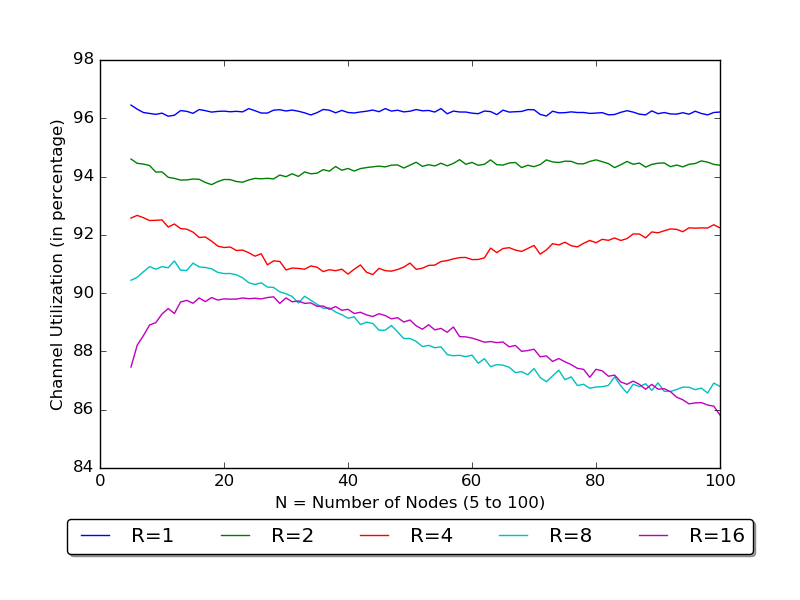 98
96
94
92
90
88
86
84
Channel Utilization (in percentage)
0 20 40 60 80 100
N = Number of Nodes (5 to 100)
R=1 R=2 R=4 R=8 R=16